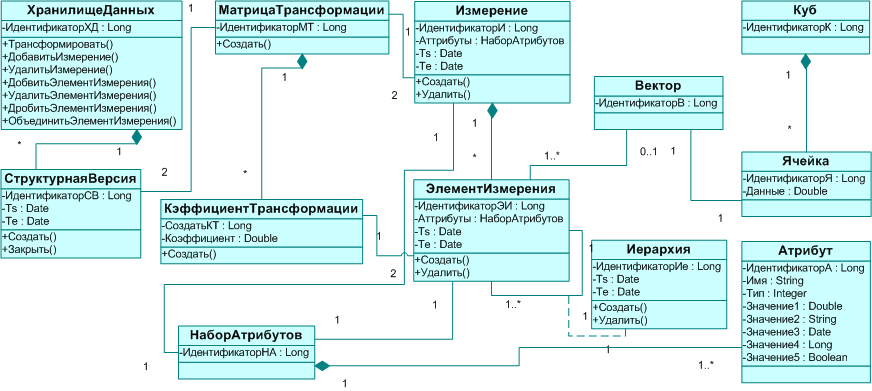 ХранилищеДанных
-ИдентификаторХД : Long
+Трансформировать()
+ДобавитьИзмерение()
+УдалитьИзмерение()
+ДобвитьЭлементИзмерения()
+УдалитьЭлементИзмерения()
+ДробитьЭлементИзмерения()
+ОбъединитьЭлементИзмерения()
*
1
СтруктурнаяВерсия
-ИдентификаторСВ : Long
-Ts : Date
-Te : Date
+Создать()
+Закрыть()
1
2
МатрицаТрансформации
-ИдентификаторМТ : Long
+Создать()
1
*
1
2
КэффициентТрансформации
-СоздатьКТ : Long
-Коэффициент : Double
+Создать()
1
2
Измерение
-ИдентификаторИ : Long
-Аттрибуты : НаборАтрибутов
-Ts : Date
-Te : Date
+Создать()
+Удалить()
1
1
*
ЭлементИзмерения
-ИдентификаторЭИ : Long
-Аттрибуты : НаборАтрибутов
-Ts : Date
-Te : Date
+Создать()
+Удалить()
1
1
1..*
Вектор
-ИдентификаторВ : Long
1..*
0..1
1
1
Куб
-ИдентификаторК : Long
1
*
Ячейка
-ИдентификаторЯ : Long
-Данные : Double
Иерархия
-ИдентификаторИе : Long
-Ts : Date
-Te : Date
+Создать()
+Удалить()
1
1
Атрибут
-ИдентификаторА : Long
-Имя : String
-Тип : Integer
-Значение1 : Double
-Значение2 : String
-Значение3 : Date
-Значение4 : Long
-Значение5 : Boolean
НаборАтрибутов
-ИдентификаторНА : Long
1
1
1
1..*